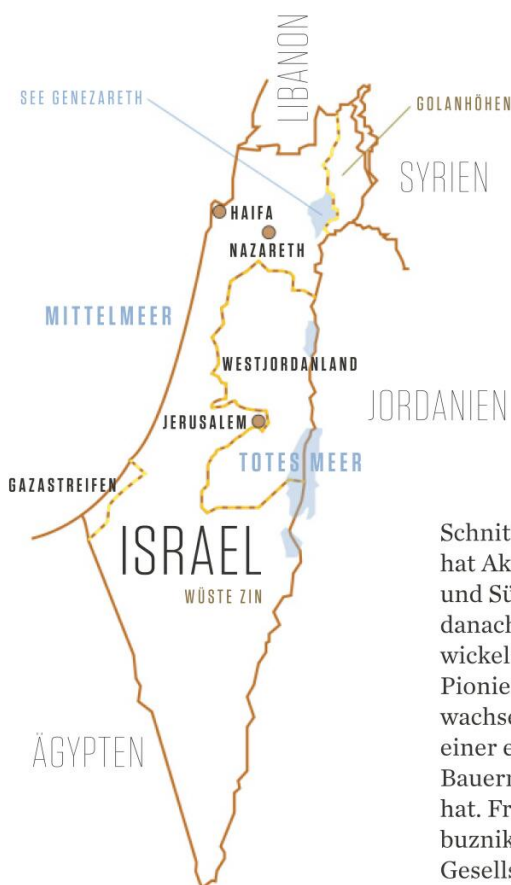 LIBANON
SEE GENEZARETH
GOLANHÖHEN
SYRIEN
HAIFA
NAZARETH
MITTELMEER
WESTJORDANLAND
JORDANIEN
JERUSALEM
TOTES MEER
GAZASTREIFEN
ISRAEL
WÜSTE ZIN
ÄGYPTEN
Schnit
hat Ak
und Sü
danach
wickel
Pionie
wachse
einer e
Bauern
hat. Fr
buznik
Gesells